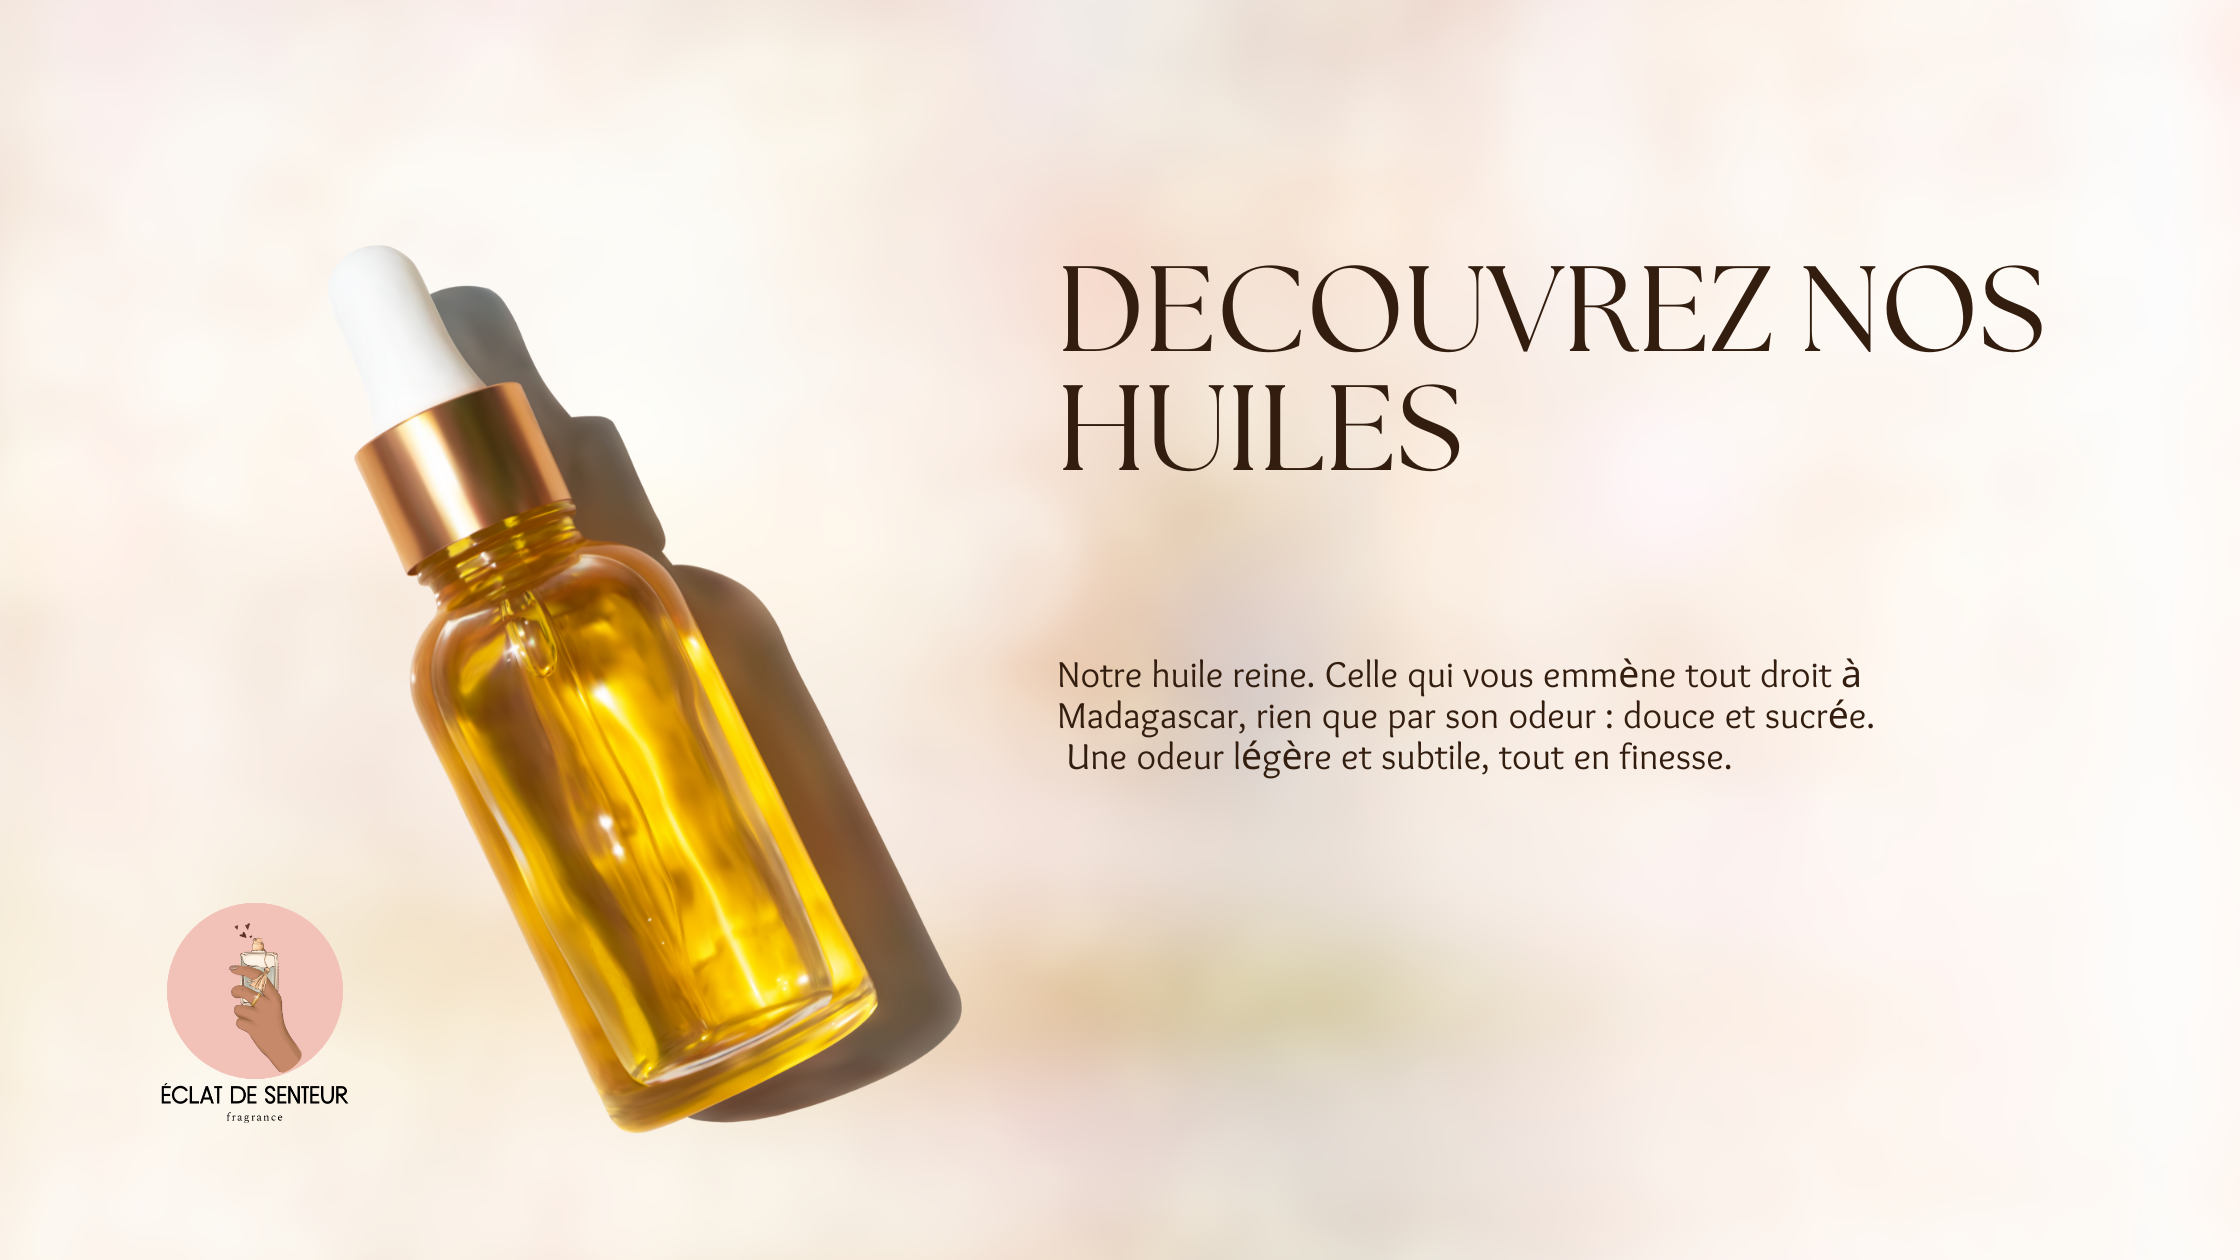 DECOUVREZ NOS
HUILES
Notre huile reine. Celle qui vous emmène tout droit à
Madagascar, rien que par son odeur : douce et sucrée.
Une odeur légère et subtile, tout en finesse.
ÉCLAT DE SENTEUR
fragrance